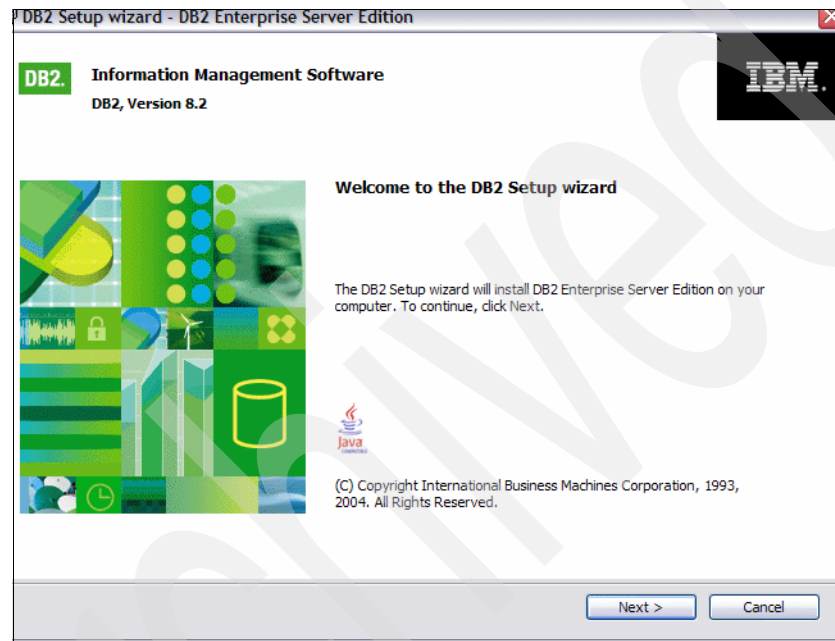 DB2 Setup wizard - DB2 Enterprise Server Edition
DB2.
Information Management Software
IBM.
DB2, Version 8.2
Welcome to the DB2 Setup wizard
The DB2 Setup wizard will install DB2 Enterprise Server Edition on your
computer. To continue, click Next.
Java
COMPATIBLE
(C) Copyright International Business Machines Corporation, 1993,
2004. All Rights Reserved.
Next >
Cancel